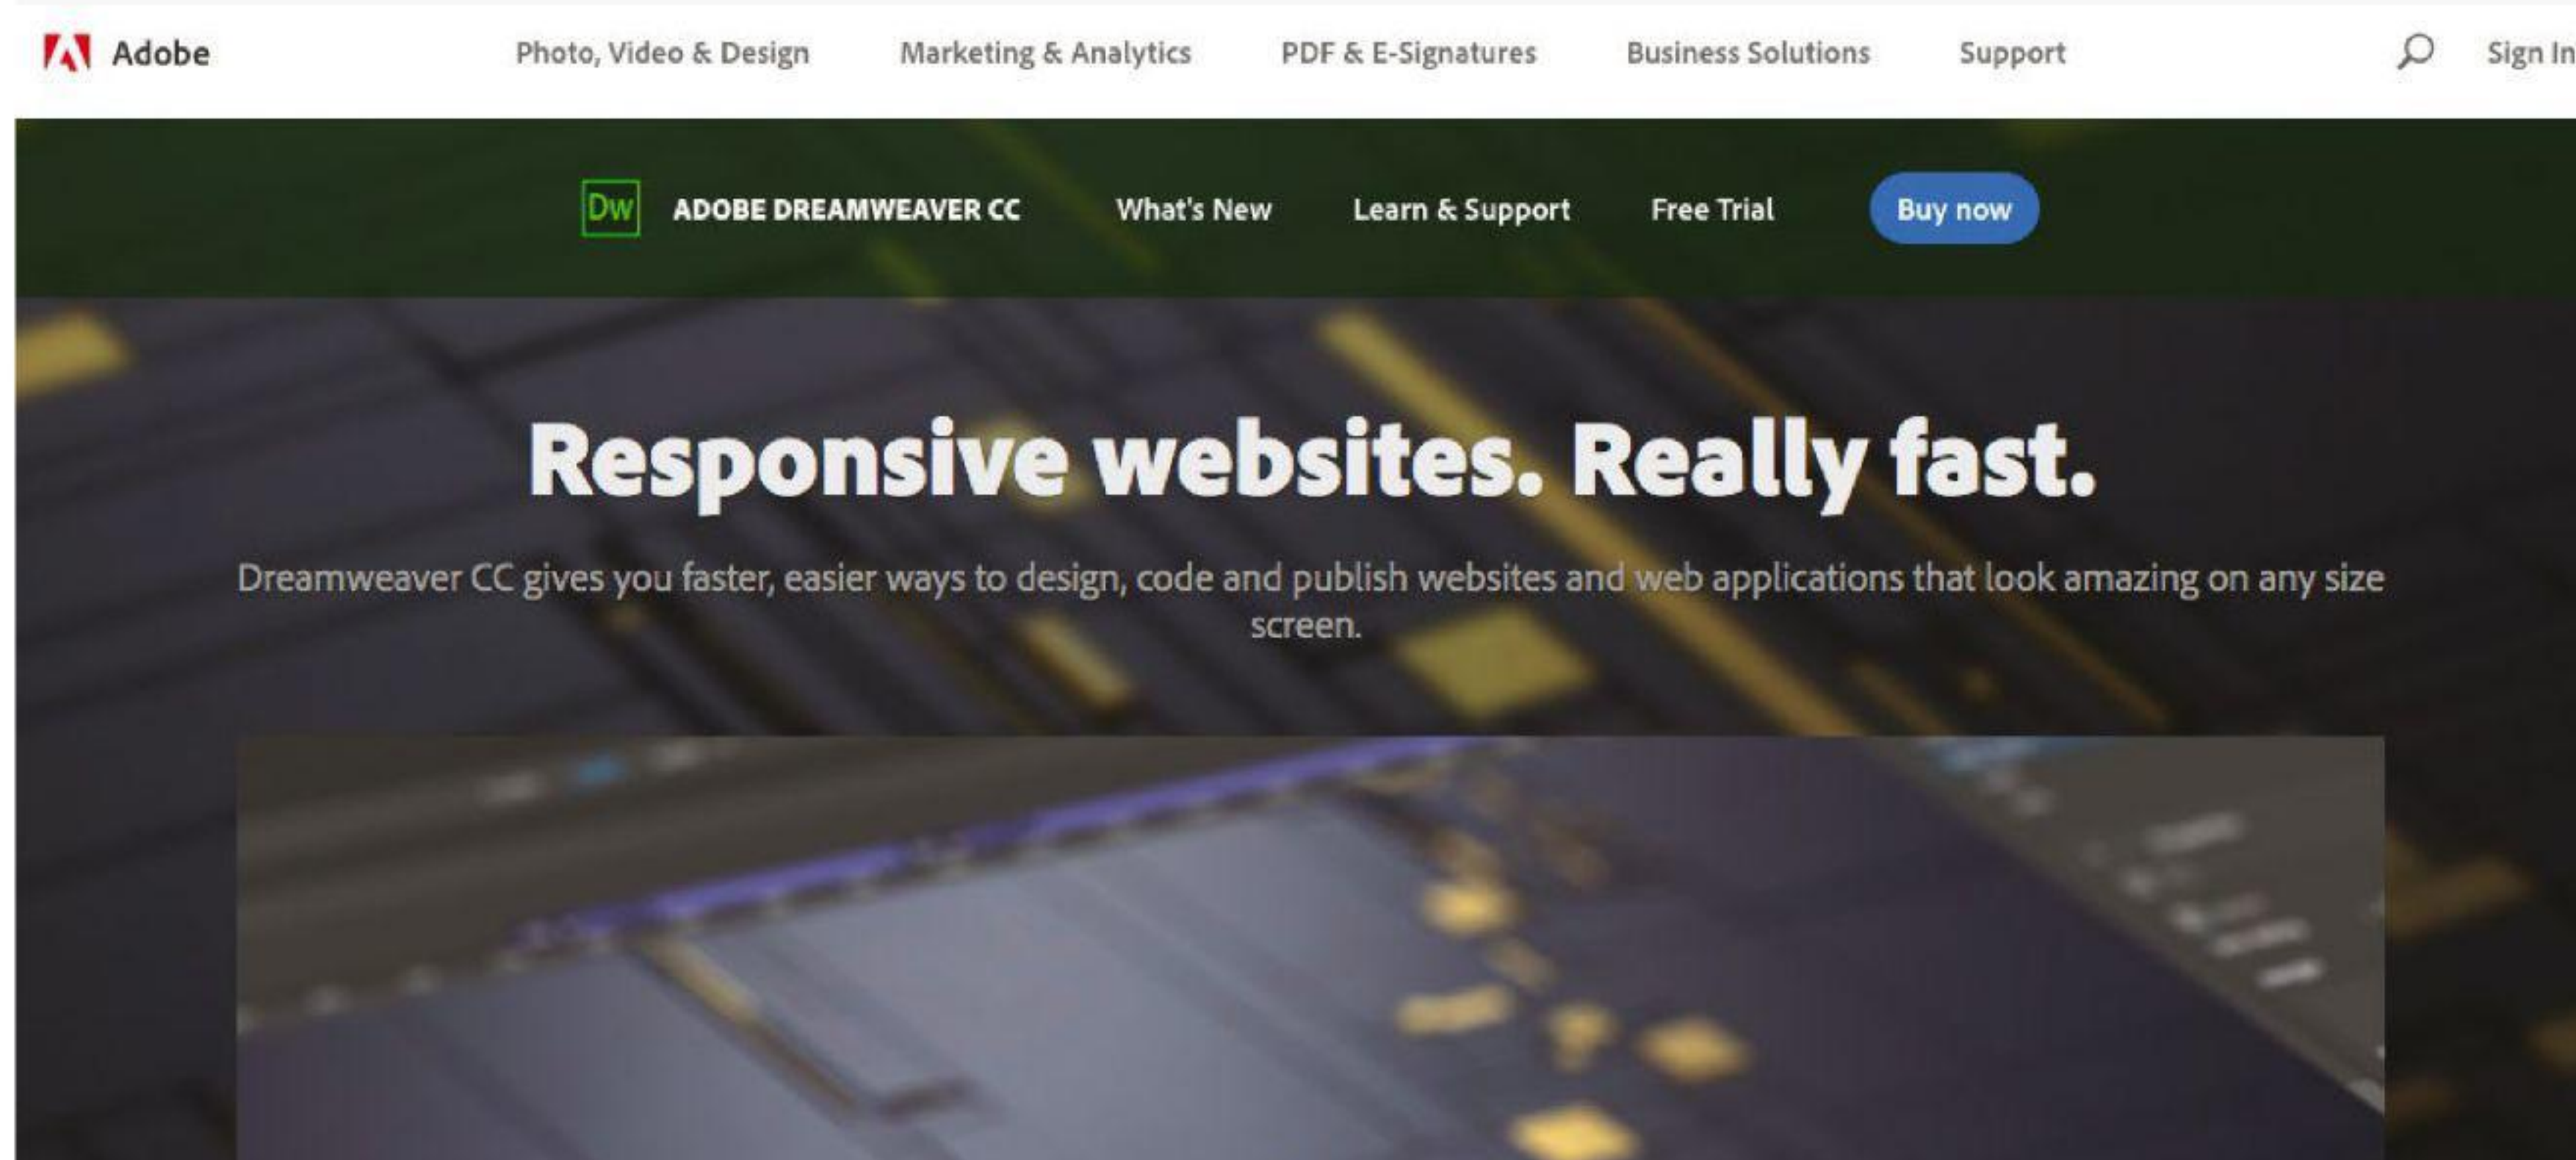 Adobe Photo, Video & Design Marketing & Analytics PDF & E-Signatures Business Solutions Support Sign In
Dw ADOBE DREAMWEAVER CC What's New Learn & Support Free Trial Buy now
Responsive websites. Really fast.
Dreamweaver CC gives you faster, easier ways to design, code and publish websites and web applications that look amazing on any size
screen.